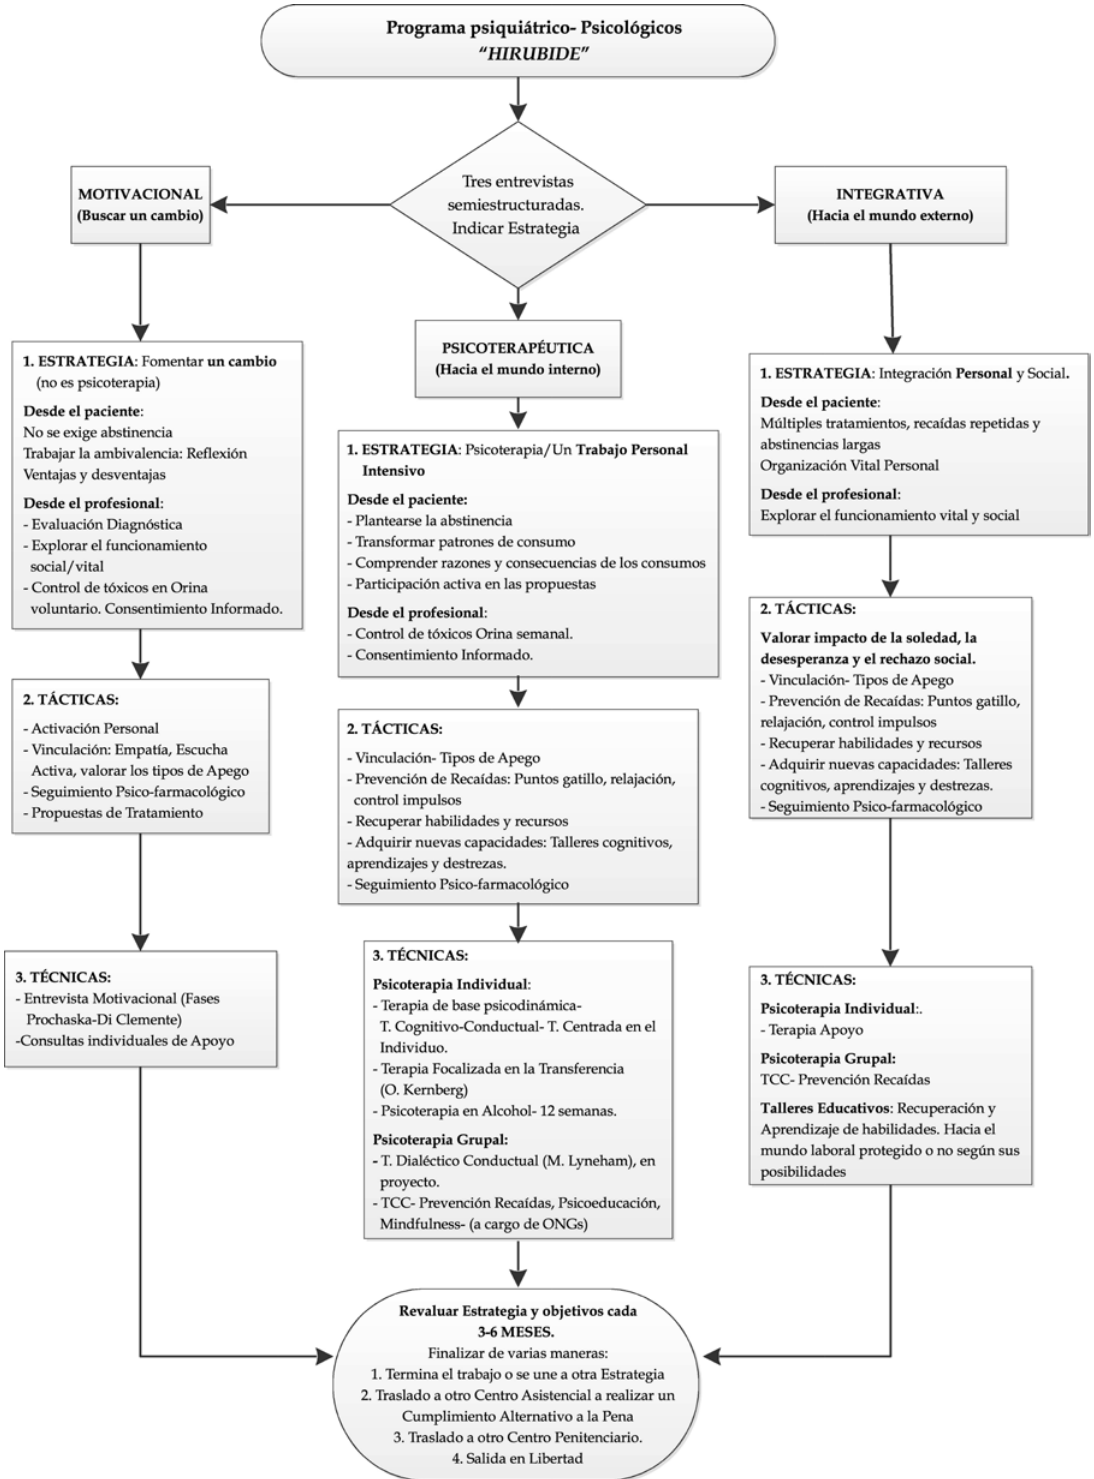 Programa psiquiátrico- Psicológicos
“HIRUBIDE”
Tres entrevistas
semiestructuradas.
Indicar Estrategia
MOTIVACIONAL
(Buscar un cambio)
1. ESTRATEGIA: Fomentar un cambio
(no es psicoterapia)
Desde el paciente:
No se exige abstinencia
Trabajar la ambivalencia: Reflexión
Ventajas y desventajas
Desde el profesional:
- Evaluación Diagnóstica
- Explorar el funcionamiento
social/vital
- Control de tóxicos en Orina
voluntario. Consentimiento Informado.
2. TÁCTICAS:
- Activación Personal
- Vinculación: Empatía, Escucha
Activa, valorar los tipos de Apego
- Seguimiento Psico-farmacológico
- Propuestas de Tratamiento
3. TÉCNICAS:
- Entrevista Motivacional (Fases
Prochaska-Di Clemente)
-Consultas individuales de Apoyo
PSICOTERAPÉUTICA
(Hacia el mundo interno)
1. ESTRATEGIA: Psicoterapia/Un Trabajo Personal
Intensivo
Desde el paciente:
- Plantearse la abstinencia
- Transformar patrones de consumo
- Comprender razones y consecuencias de los consumos
- Participación activa en las propuestas
Desde el profesional:
- Control de tóxicos Orina semanal.
- Consentimiento Informado.
2. TÁCTICAS:
- Vinculación- Tipos de Apego
- Prevención de Recaídas: Puntos gatillo, relajación,
control impulsos
- Recuperar habilidades y recursos
- Adquirir nuevas capacidades: Talleres cognitivos,
aprendizajes y destrezas.
- Seguimiento Psico-farmacológico
3. TÉCNICAS:
Psicoterapia Individual:
- Terapia de base psicodinámica-
T. Cognitivo-Conductual- T. Centrada en el
Individuo.
- Terapia Focalizada en la Transferencia
(O. Kernberg)
- Psicoterapia en Alcohol- 12 semanas.
Psicoterapia Grupal:
- T. Dialéctico Conductual (M. Lyneham), en
proyecto.
- TCC- Prevención Recaídas, Psicoeducación,
Mindfulness- (a cargo de ONGs)
INTEGRATIVA
(Hacia el mundo externo)
1. ESTRATEGIA: Integración Personal y Social.
Desde el paciente:
Múltiples tratamientos, recaídas repetidas y
abstinencias largas
Organización Vital Personal
Desde el profesional:
Explorar el funcionamiento vital y social
2. TÁCTICAS:
Valorar impacto de la soledad, la
desesperanza y el rechazo social.
- Vinculación- Tipos de Apego
- Prevención de Recaídas: Puntos gatillo,
relajación, control impulsos
- Recuperar habilidades y recursos
- Adquirir nuevas capacidades: Talleres
cognitivos, aprendizajes y destrezas.
- Seguimiento Psico-farmacológico
3. TÉCNICAS:
Psicoterapia Individual:.
- Terapia Apoyo
Psicoterapia Grupal:
TCC- Prevención Recaídas
Talleres Educativos: Recuperación y
Aprendizaje de habilidades. Hacia el
mundo laboral protegido o no según sus
posibilidades
Revaluar Estrategia y objetivos cada
3-6 MESES.
Finalizar de varias maneras:
1. Termina el trabajo o se une a otra Estrategia
2. Traslado a otro Centro Asistencial a realizar un
Cumplimiento Alternativo a la Pena
3. Traslado a otro Centro Penitenciario.
4. Salida en Libertad